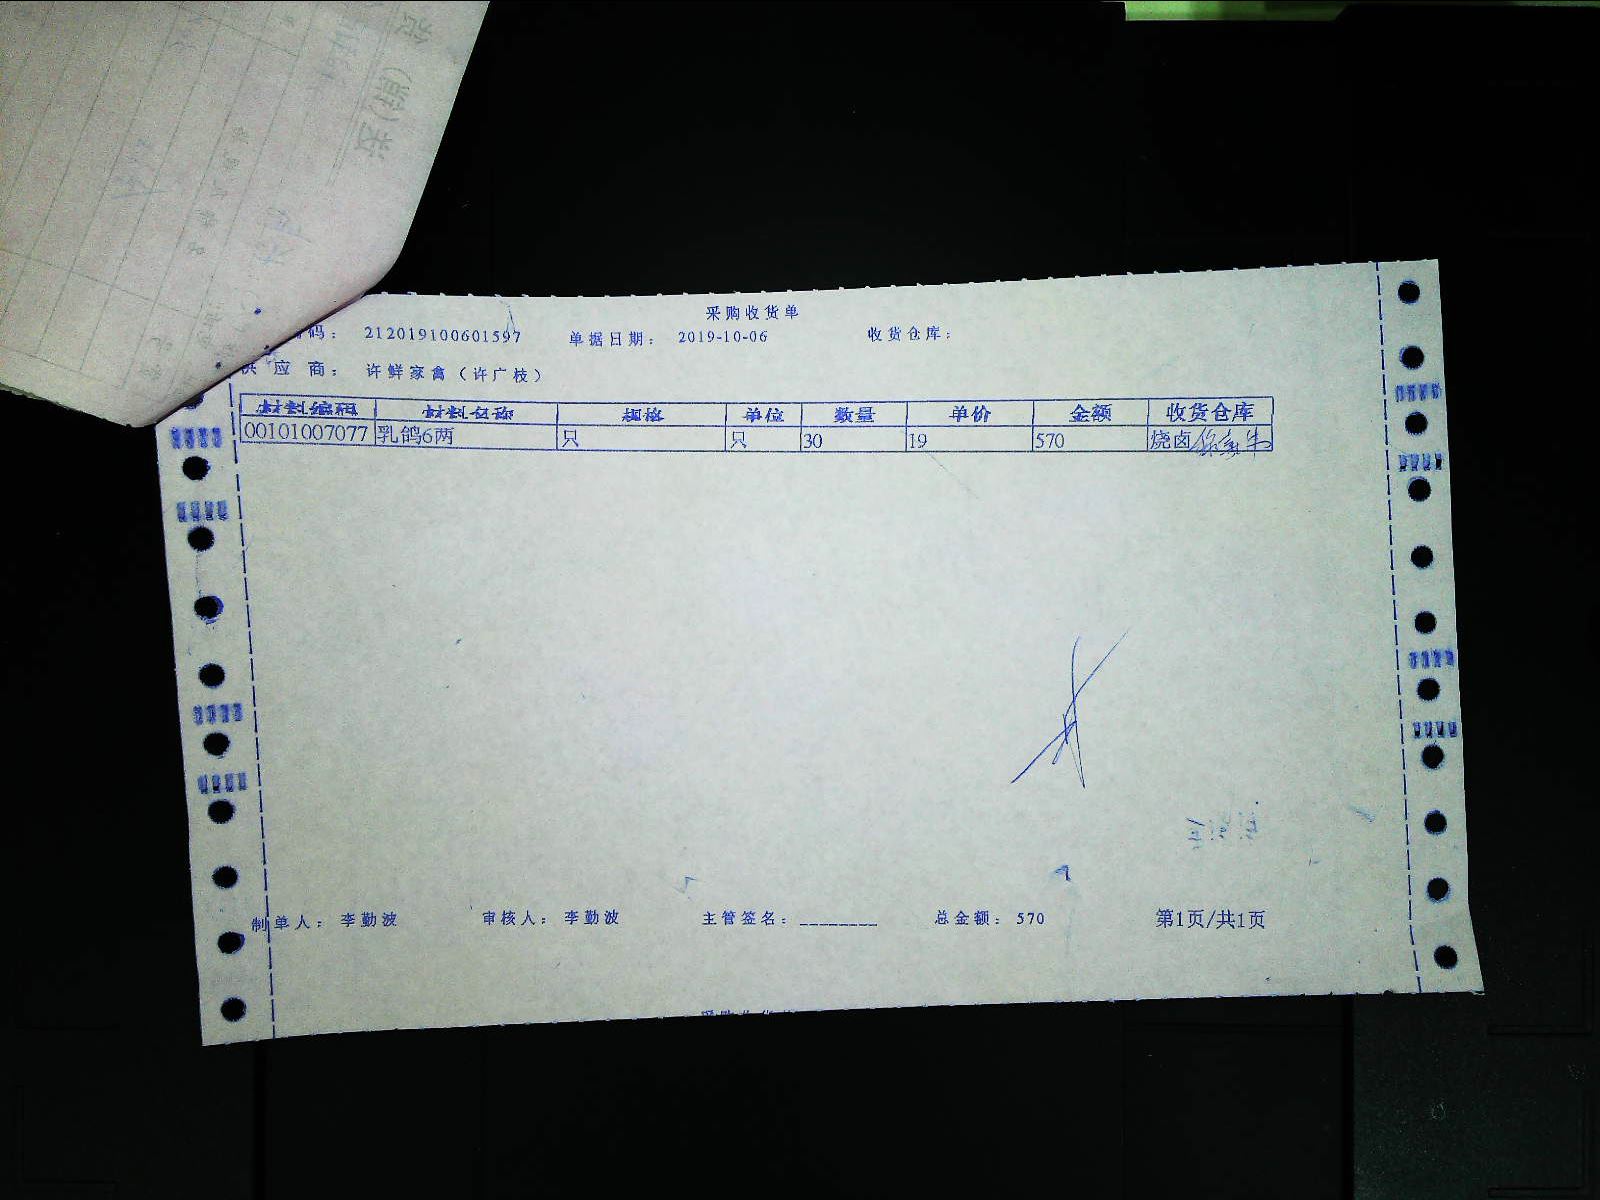 采购收货单
码： 212019100601597 单据日期： 2019-10-06 收货仓库：
供应商： 许鲜家禽（许广枝）
材料编码 材料名称 规格 单位 数量 单价 金额 收货仓库
00101007077 乳鸽6两 只 只 30 19 570 烧卤
制单人： 李勤波 审核人： 李勤波 主管签名：________ 总金额： 570 第1页/共1页